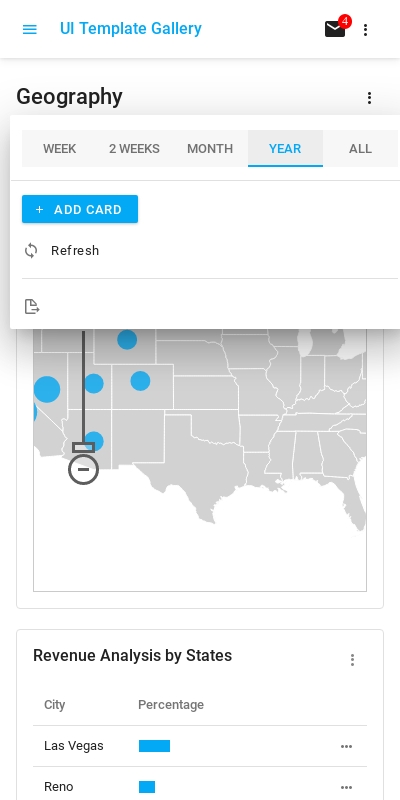 UI Template Gallery
4
Geography
WEEK 2 WEEKS MONTH YEAR ALL
+ ADD CARD
Refresh
Revenue Analysis by States
City Percentage
Las Vegas
Reno